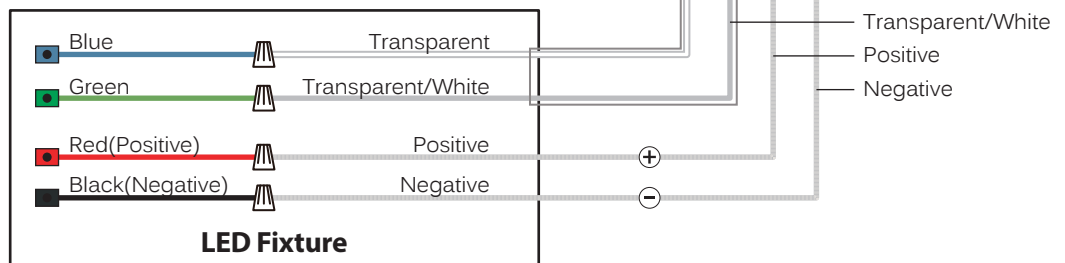 Blue
Transparent
Transparent/White
Positive
Green
Transparent/White
Negative
Red(Positive)
Positive
+
Black(Negative)
Negative
−
LED Fixture